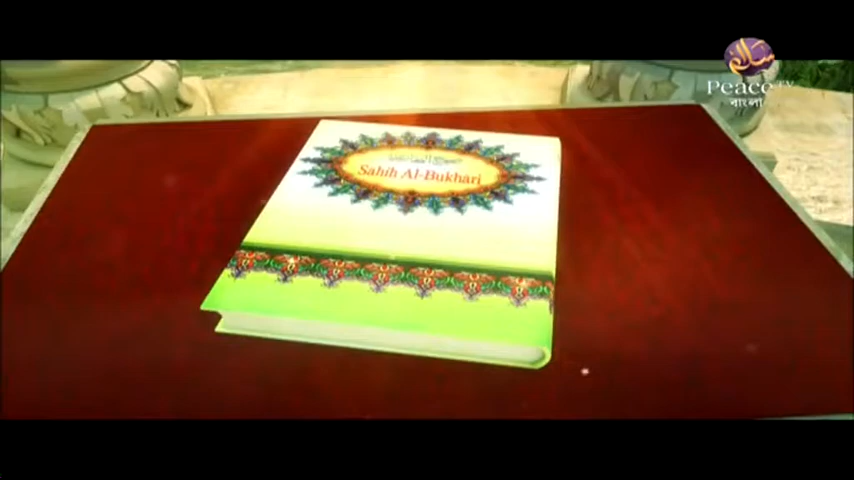 Peace TV
বাংলা
Sahih Al-Bukhari